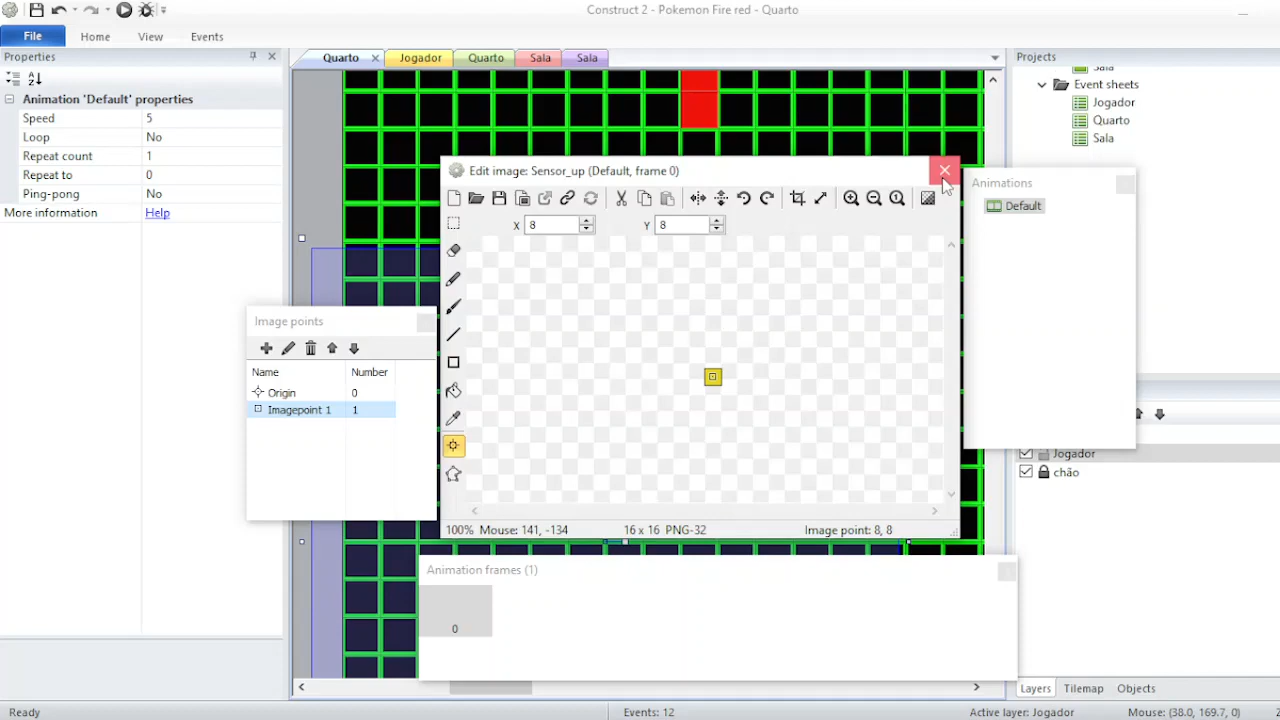 Construct 2 - Pokemon Fire red - Quarto
File Home View Events
Properties
Animation 'Default' properties
Speed 5
Loop No
Repeat count 1
Repeat to 0
Ping-pong No
More information Help
Quarto Jogador Quarto Sala Sala
Edit image: Sensor_up (Default, frame 0)
X 8 Y 8
Image points
Name Number
Origin 0
Imagepoint 1 1
100% Mouse: 141, -134 16 x 16 PNG-32 Image point: 8, 8
Animation frames (1)
0
Animations
Default
Projects
Sala
Event sheets
Jogador
Quarto
Sala
Jogador
chão
Layers Tilemap Objects
Ready Events: 12 Active layer: Jogador Mouse: (38.0, 169.7, 0)